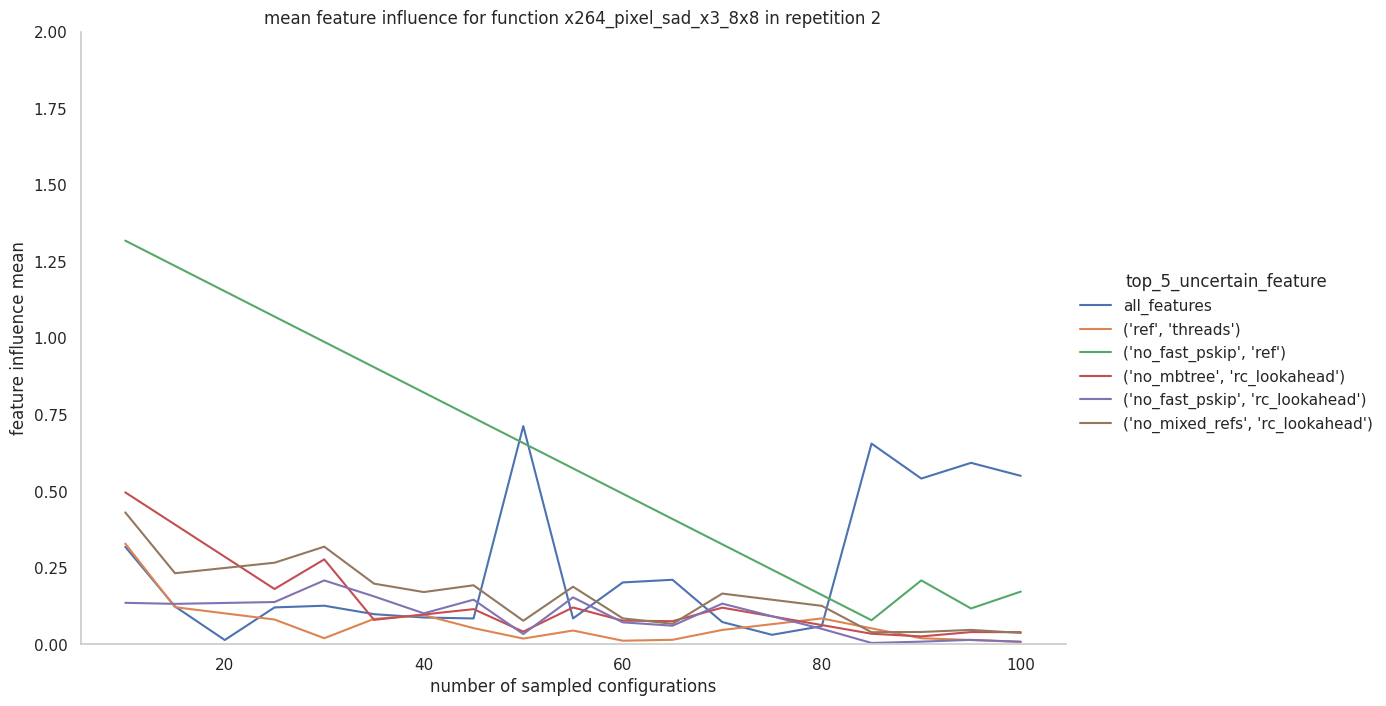 mean feature influence for function x264_pixel_sad_x3_8x8 in repetition 2
2.00
1.75
1.50
1.25
1.00
0.75
0.50
0.25
0.00
feature influence mean
20 40 60 80 100
number of sampled configurations
top_5_uncertain_feature
all_features
('ref', 'threads')
('no_fast_pskip', 'ref')
('no_mbtree', 'rc_lookahead')
('no_fast_pskip', 'rc_lookahead')
('no_mixed_refs', 'rc_lookahead')